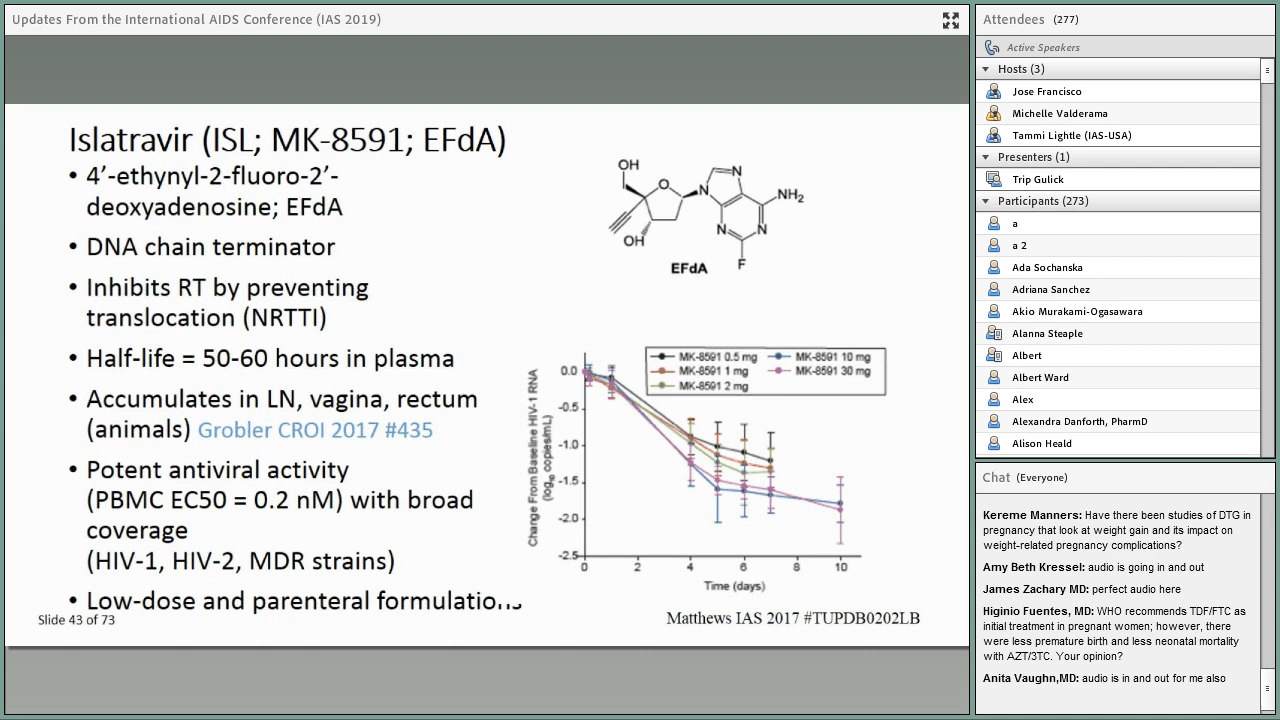 Updates From the International AIDS Conference (IAS 2019)
Islatravir (ISL; MK-8591; EFdA)
• 4’-ethynyl-2-fluoro-2’-
deoxyadenosine; EFdA
• DNA chain terminator
• Inhibits RT by preventing
translocation (NRTTI)
• Half-life = 50-60 hours in plasma
• Accumulates in LN, vagina, rectum
(animals) Grobler CROI 2017 #435
• Potent antiviral activity
(PBMC EC50 = 0.2 nM) with broad
coverage
(HIV-1, HIV-2, MDR strains)
• Low-dose and parenteral formulations
Slide 43 of 73
OH
O
N
N
NH2
N
N
OH
F
EFdA
MK-8591 0.5 mg
MK-8591 10 mg
MK-8591 1 mg
MK-8591 30 mg
MK-8591 2 mg
Change From Baseline HIV-1 RNA
(log10 copies/mL)
0.0
-0.5
-1.0
-1.5
-2.0
-2.5
0 2 4 6 8 10
Time (days)
Matthews IAS 2017 #TUPDB0202LB
Attendees (277)
Active Speakers
Hosts (3)
Jose Francisco
Michelle Valderama
Tammi Lightle (IAS-USA)
Presenters (1)
Trip Gulick
Participants (273)
a
a 2
Ada Sochanska
Adriana Sanchez
Akio Murakami-Ogasawara
Alanna Steaple
Albert
Albert Ward
Alex
Alexandra Danforth, PharmD
Alison Heald
Chat (Everyone)
Kereme Manners: Have there been studies of DTG in
pregnancy that look at weight gain and its impact on
weight-related pregnancy complications?
Amy Beth Kressel: audio is going in and out
James Zachary MD: perfect audio here
Higinio Fuentes, MD: WHO recommends TDF/FTC as
initial treatment in pregnant women; however, there
were less premature birth and less neonatal mortality
with AZT/3TC. Your opinion?
Anita Vaughn,MD: audio is in and out for me also